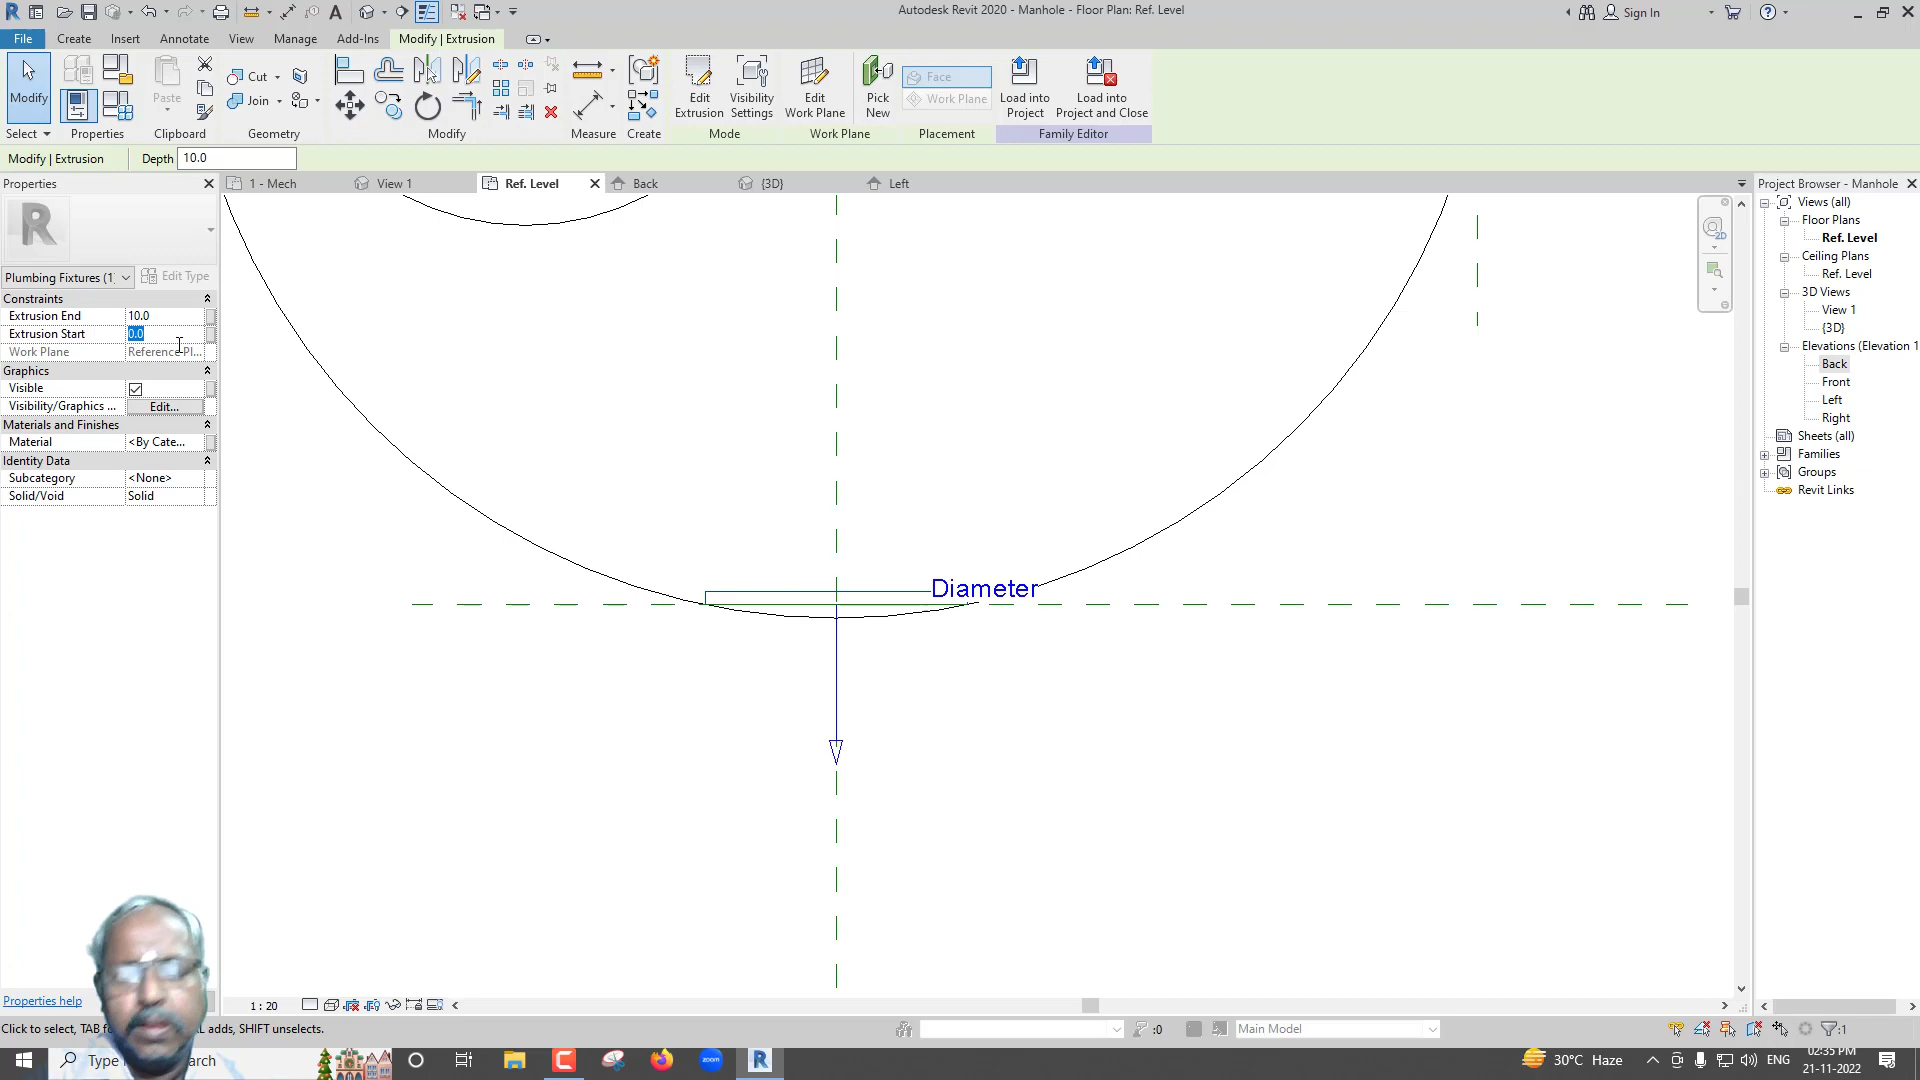 Autodesk Revit 2020 - Manhole - Floor Plan: Ref. Level
Sign In
File Create Insert Annotate View Manage Add-Ins Modify | Extrusion
Modify
Paste
Cut
Join
Edit Extrusion
Visibility Settings
Edit Work Plane
Pick New
Face
Work Plane
Load into Project
Load into Project and Close
Select Properties Clipboard Geometry Modify Measure Create Mode Work Plane Placement Family Editor
Modify | Extrusion Depth 10.0
Properties
1 - Mech View 1 Ref. Level Back {3D} Left
Project Browser - Manhole
R
Plumbing Fixtures (1) Edit Type
Constraints
Extrusion End 10.0
Extrusion Start 0.0
Work Plane Reference Pl...
Graphics
Visible
Visibility/Graphics ... Edit...
Materials and Finishes
Material <By Cate...
Identity Data
Subcategory <None>
Solid/Void Solid
Diameter
2D
Views (all)
Floor Plans
Ref. Level
Ceiling Plans
Ref. Level
3D Views
View 1
{3D}
Elevations (Elevation 1
Back
Front
Left
Right
Sheets (all)
Families
Groups
Revit Links
Properties help
1 : 20
Click to select, TAB f
adds, SHIFT unselects.
:0
Main Model
:1
Type
arch
zoom
R
30°C Haze
ENG
02:35 PM
21-11-2022